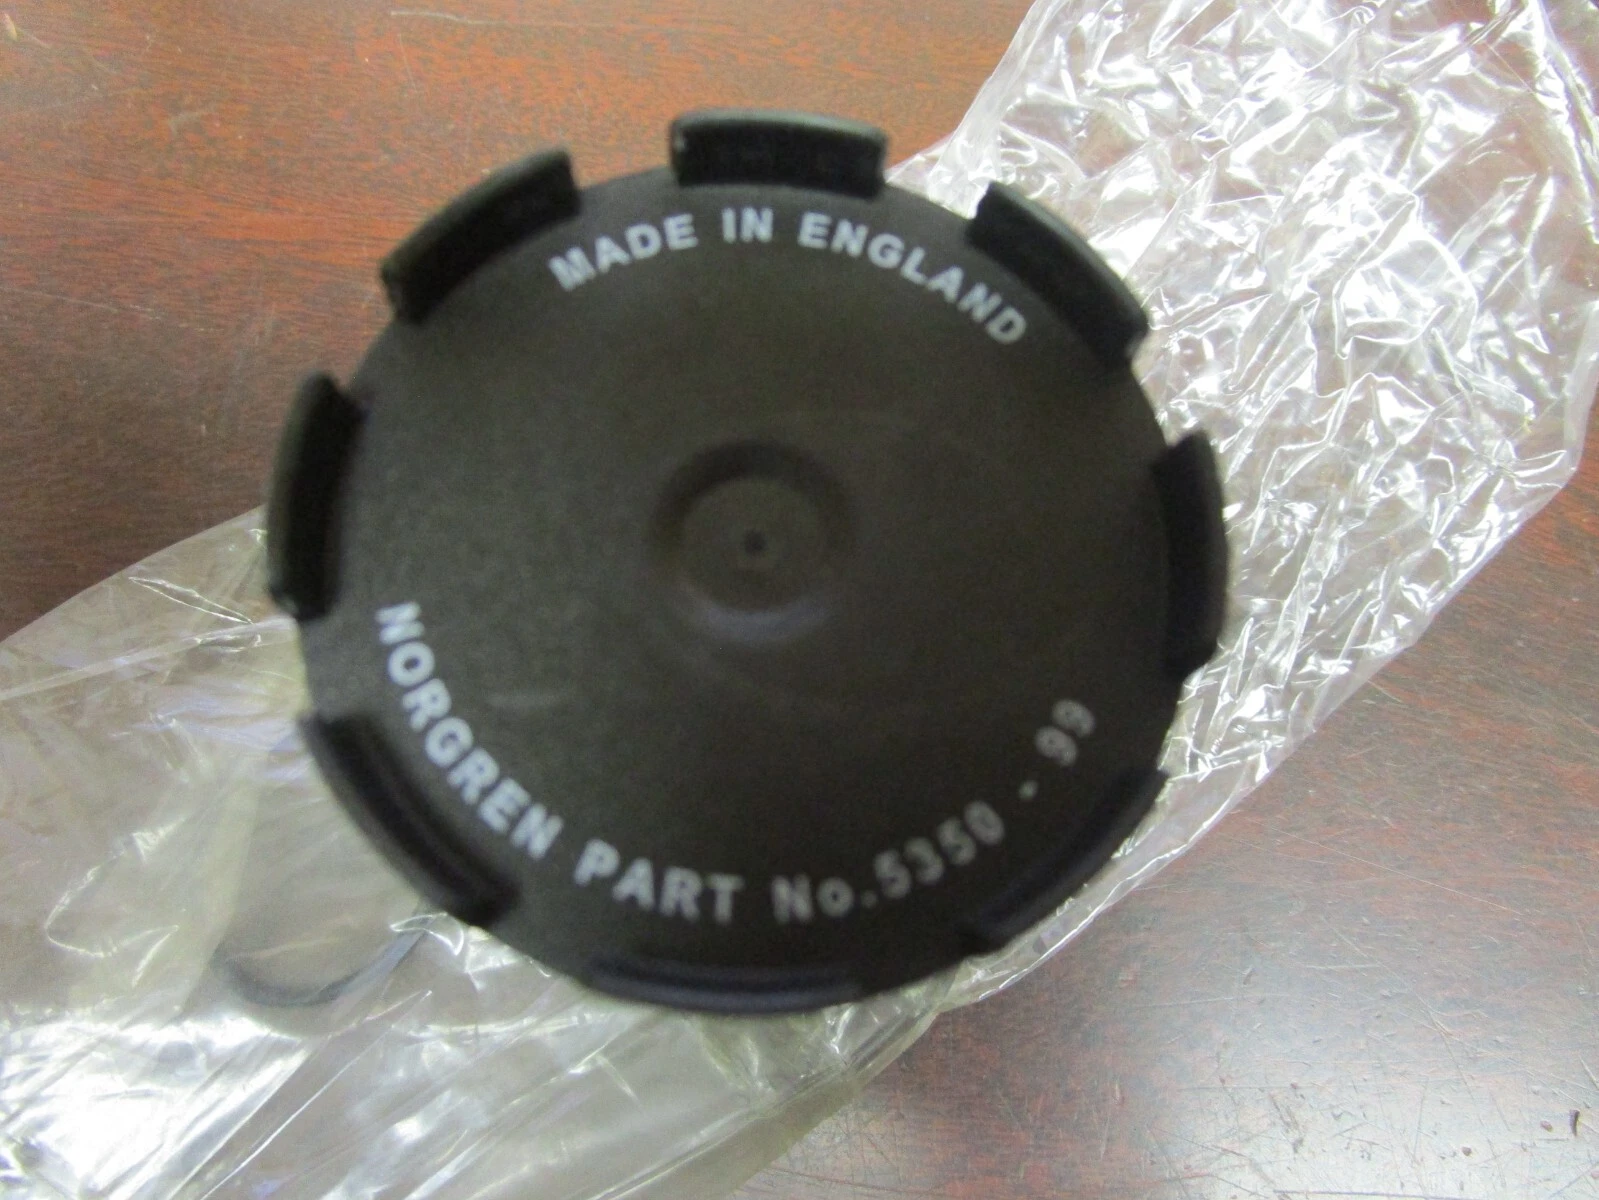 MADE IN ENGLAND
NORGREN PART No.5350 - 99